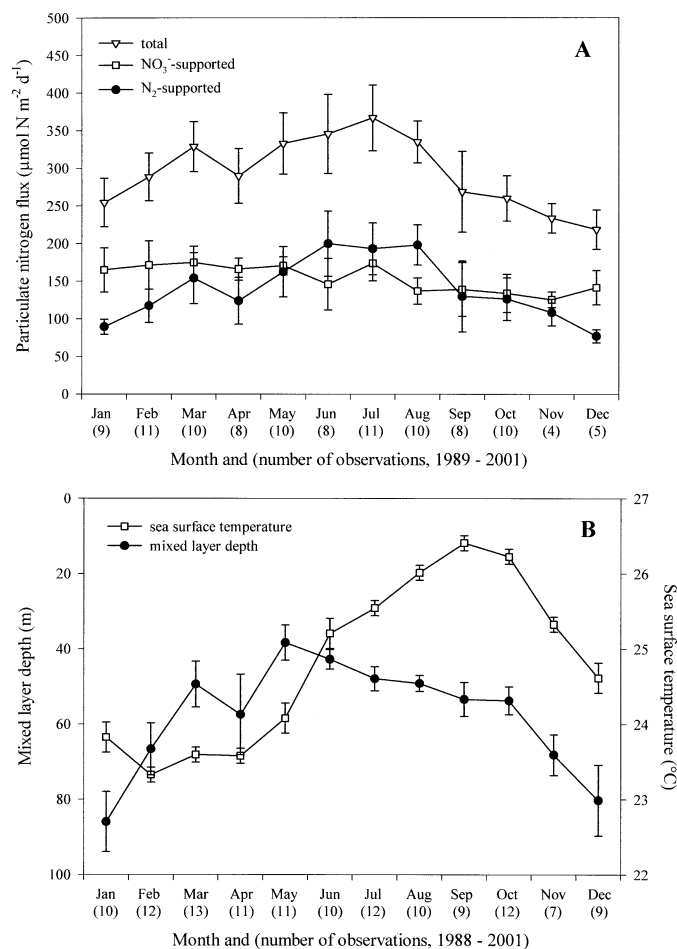 500
450
400
350
300
250
200
150
100
50
0
Particulate nitrogen flux (µmol N m⁻² d⁻¹)
total
NO₃⁻-supported
N₂-supported
A
Jan Feb Mar Apr May Jun Jul Aug Sep Oct Nov Dec
(9) (11) (10) (8) (10) (8) (11) (10) (8) (10) (4) (5)
Month and (number of observations, 1989 - 2001)
0
20
40
60
80
100
Mixed layer depth (m)
sea surface temperature
mixed layer depth
B
27
26
25
24
23
22
Sea surface temperature (°C)
Jan Feb Mar Apr May Jun Jul Aug Sep Oct Nov Dec
(10) (12) (13) (11) (11) (10) (12) (10) (9) (12) (7) (9)
Month and (number of observations, 1988 - 2001)